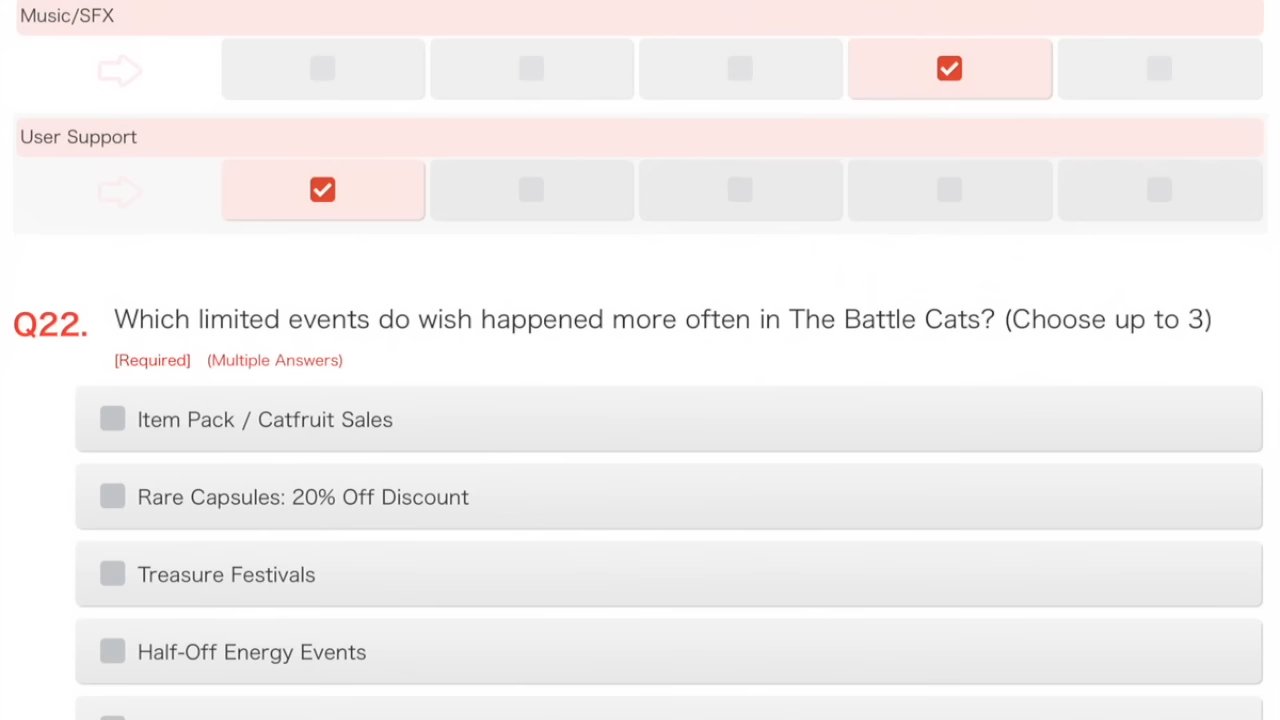 Music/SFX
User Support
Q22. Which limited events do wish happened more often in The Battle Cats? (Choose up to 3)
[Required] (Multiple Answers)
Item Pack / Catfruit Sales
Rare Capsules: 20% Off Discount
Treasure Festivals
Half-Off Energy Events